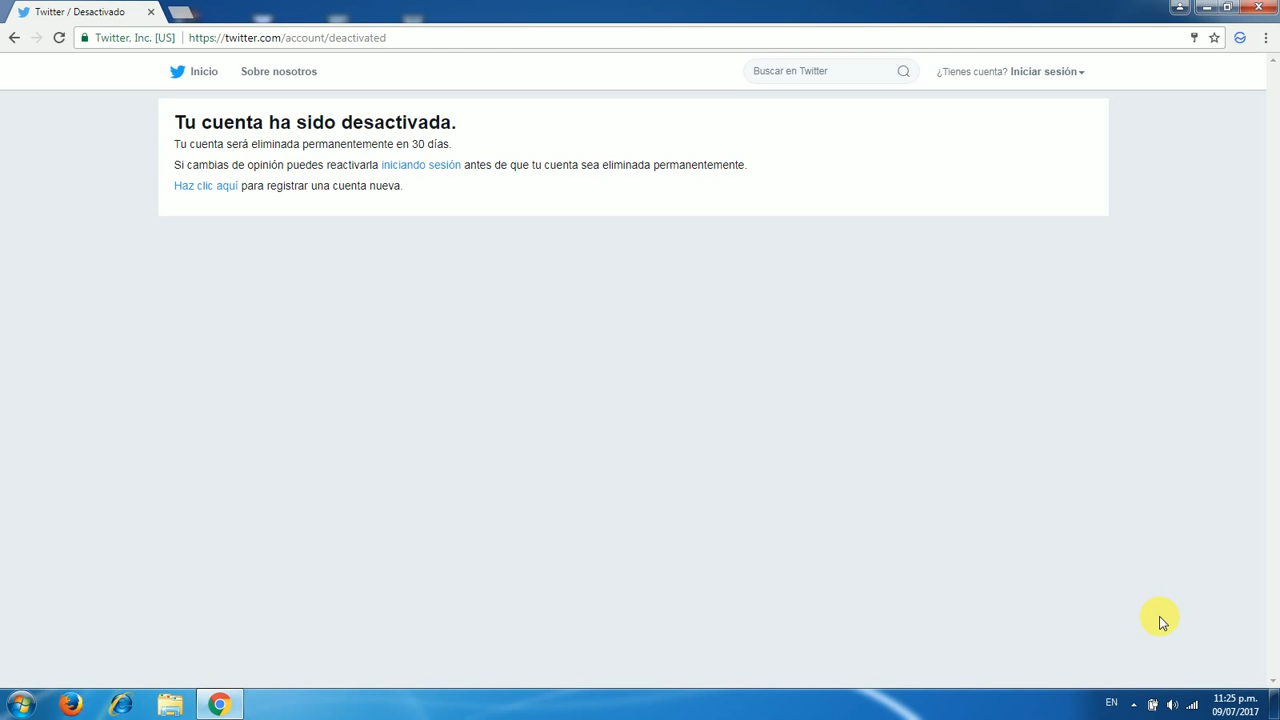 Twitter / Desactivado
Twitter, Inc. [US] https://twitter.com/account/deactivated
Inicio Sobre nosotros Buscar en Twitter ¿Tienes cuenta? Iniciar sesión
Tu cuenta ha sido desactivada.
Tu cuenta será eliminada permanentemente en 30 días.
Si cambias de opinión puedes reactivarla iniciando sesión antes de que tu cuenta sea eliminada permanentemente.
Haz clic aquí para registrar una cuenta nueva.
EN 11:25 p.m.
09/07/2017